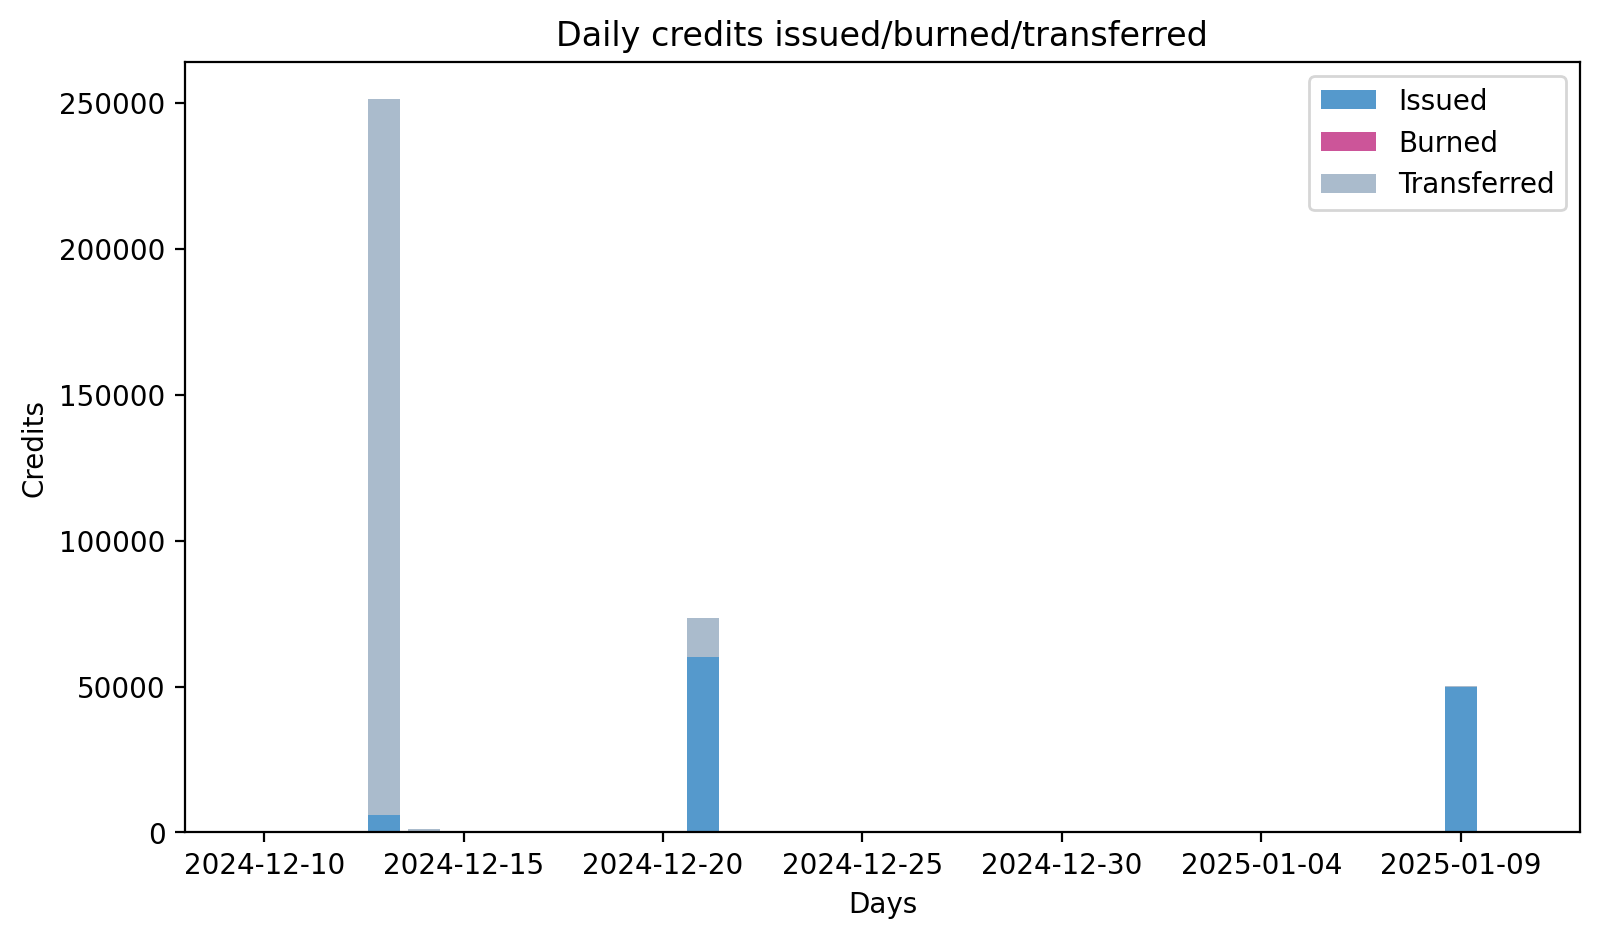 Daily credits issued/burned/transferred
Issued
Burned
Transferred
Credits
250000
200000
150000
100000
50000
0
2024-12-10 2024-12-15 2024-12-20 2024-12-25 2024-12-30 2025-01-04 2025-01-09
Days